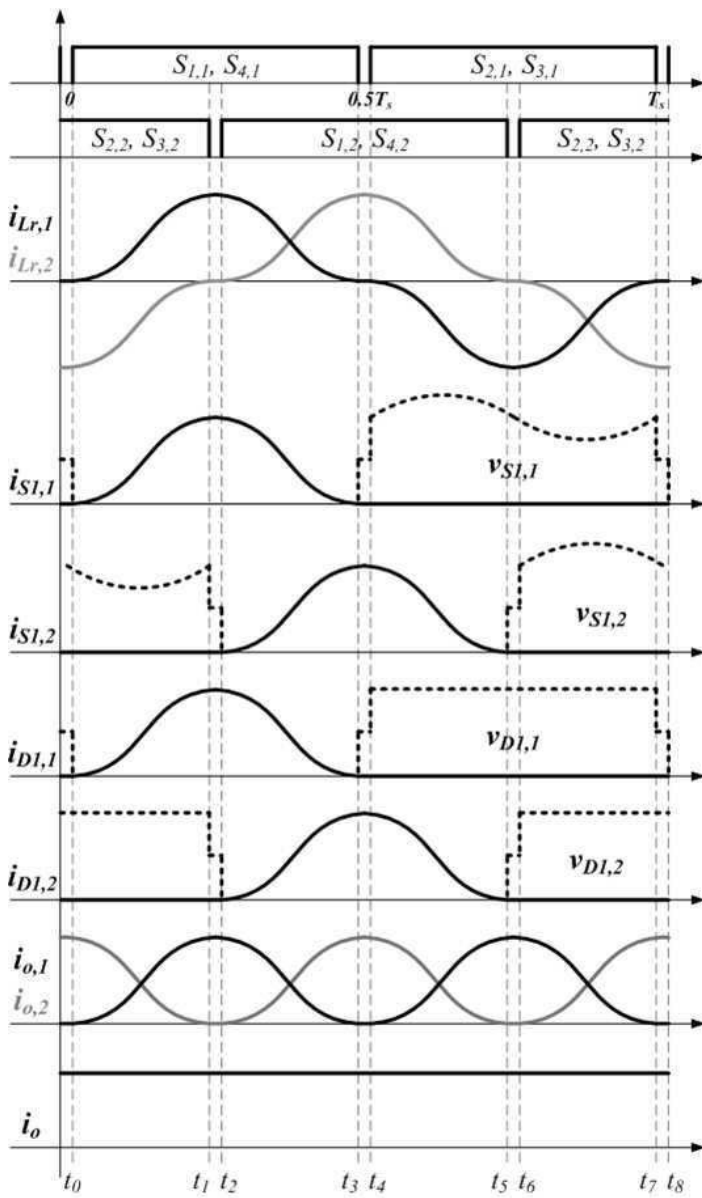 S1,1, S4,1 S2,1, S3,1
0 0.5Ts Ts
S2,2, S3,2 S1,2, S4,2 S2,2, S3,2
iLr,1
iLr,2
iS1,1 vS1,1
iS1,2 vS1,2
iD1,1 vD1,1
iD1,2 vD1,2
io,1
io,2
io
t0 t1 t2 t3 t4 t5 t6 t7 t8